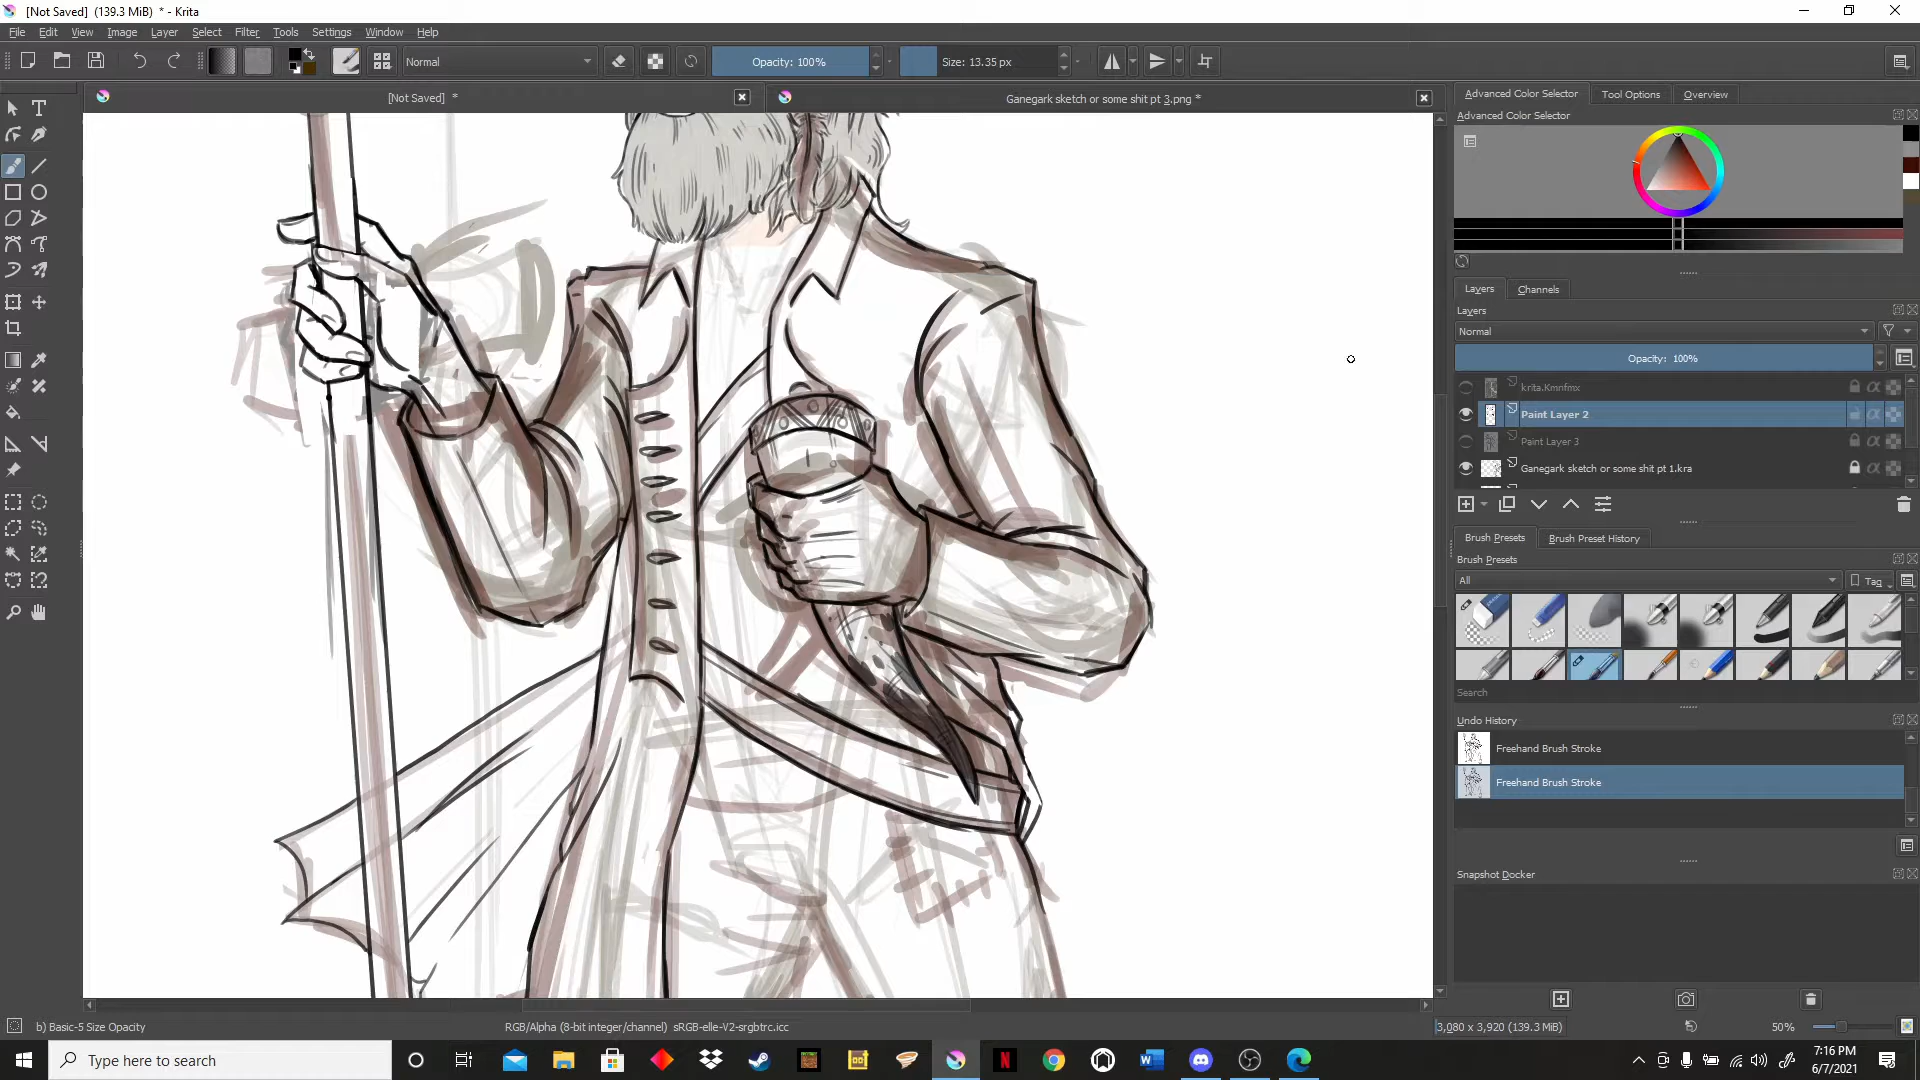 [Not Saved]  (139.3 MiB)  * - Krita
File Edit View Image Layer Select Filter Tools Settings Window Help
Normal
Opacity: 100%
Size: 13.35 px
[Not Saved]  *
Ganegark sketch or some shit pt 3.png *
Advanced Color Selector Tool Options Overview
Advanced Color Selector
Layers Channels
Layers
Normal
Opacity:  100%
krita.Kmnfmx
Paint Layer 2
Paint Layer 3
Ganegark sketch or some shit pt 1.kra
Brush Presets Brush Preset History
Brush Presets
All
Tag
Search
Undo History
Freehand Brush Stroke
Freehand Brush Stroke
Snapshot Docker
b) Basic-5 Size Opacity
RGB/Alpha (8-bit integer/channel)  sRGB-elle-V2-srgbtrc.icc
3,080 x 3,920 (139.3 MiB)
50%
Type here to search
7:16 PM
6/7/2021